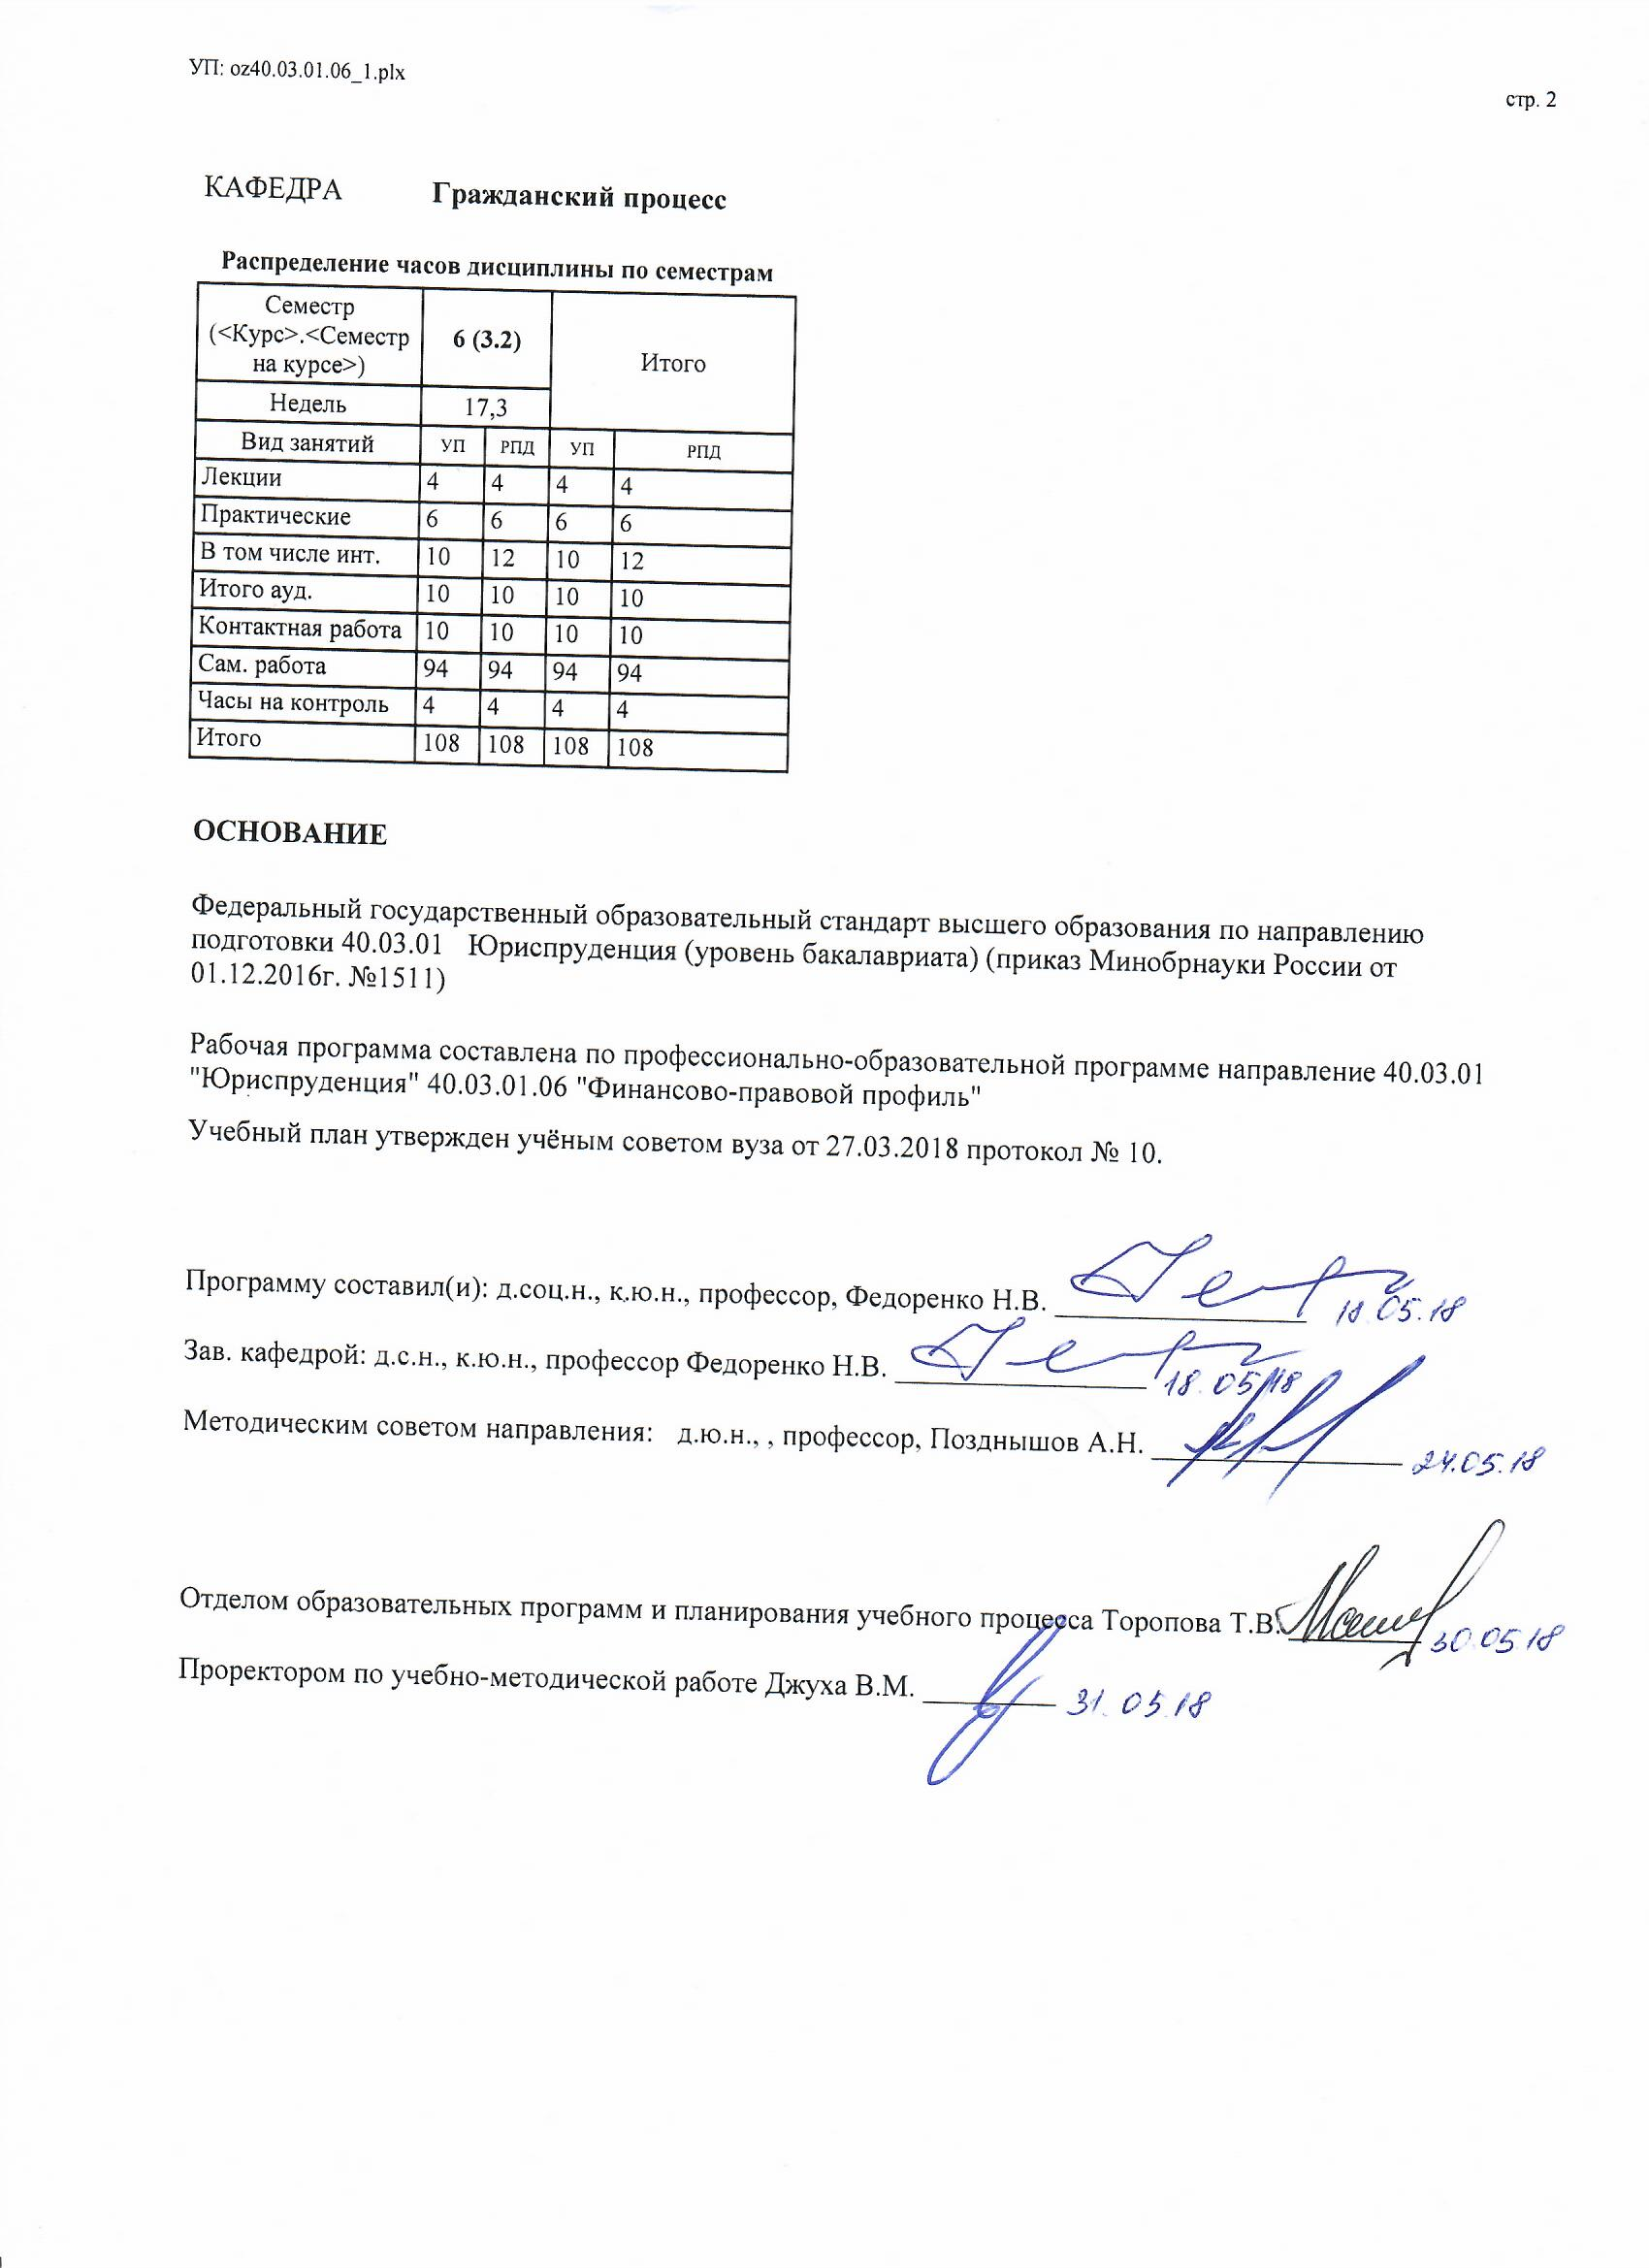 УП: oz40.03.01.06_1.plx
стр. 2
КАФЕДРА Гражданский процесс
Распределение часов дисциплины по семестрам
Семестр
(<Курс>.<Семестр
на курсе>)
6 (3.2)
Итого
Недель 17,3
Вид занятий УП РПД УП РПД
Лекции 4 4 4 4
Практические 6 6 6 6
В том числе инт. 10 12 10 12
Итого ауд. 10 10 10 10
Контактная работа 10 10 10 10
Сам. работа 94 94 94 94
Часы на контроль 4 4 4 4
Итого 108 108 108 108
ОСНОВАНИЕ
Федеральный государственный образовательный стандарт высшего образования по направлению
подготовки 40.03.01 Юриспруденция (уровень бакалавриата) (приказ Минобрнауки России от
01.12.2016г. №1511)
Рабочая программа составлена по профессионально-образовательной программе направление 40.03.01
"Юриспруденция" 40.03.01.06 "Финансово-правовой профиль"
Учебный план утвержден учёным советом вуза от 27.03.2018 протокол № 10.
Программу составил(и): д.соц.н., к.ю.н., профессор, Федоренко Н.В. 18.05.18
Зав. кафедрой: д.с.н., к.ю.н., профессор Федоренко Н.В. 18.05.18
Методическим советом направления: д.ю.н., , профессор, Позднышов А.Н. 24.05.18
Отделом образовательных программ и планирования учебного процесса Торопова Т.В. 30.05.18
Проректором по учебно-методической работе Джуха В.М. 31.05.18